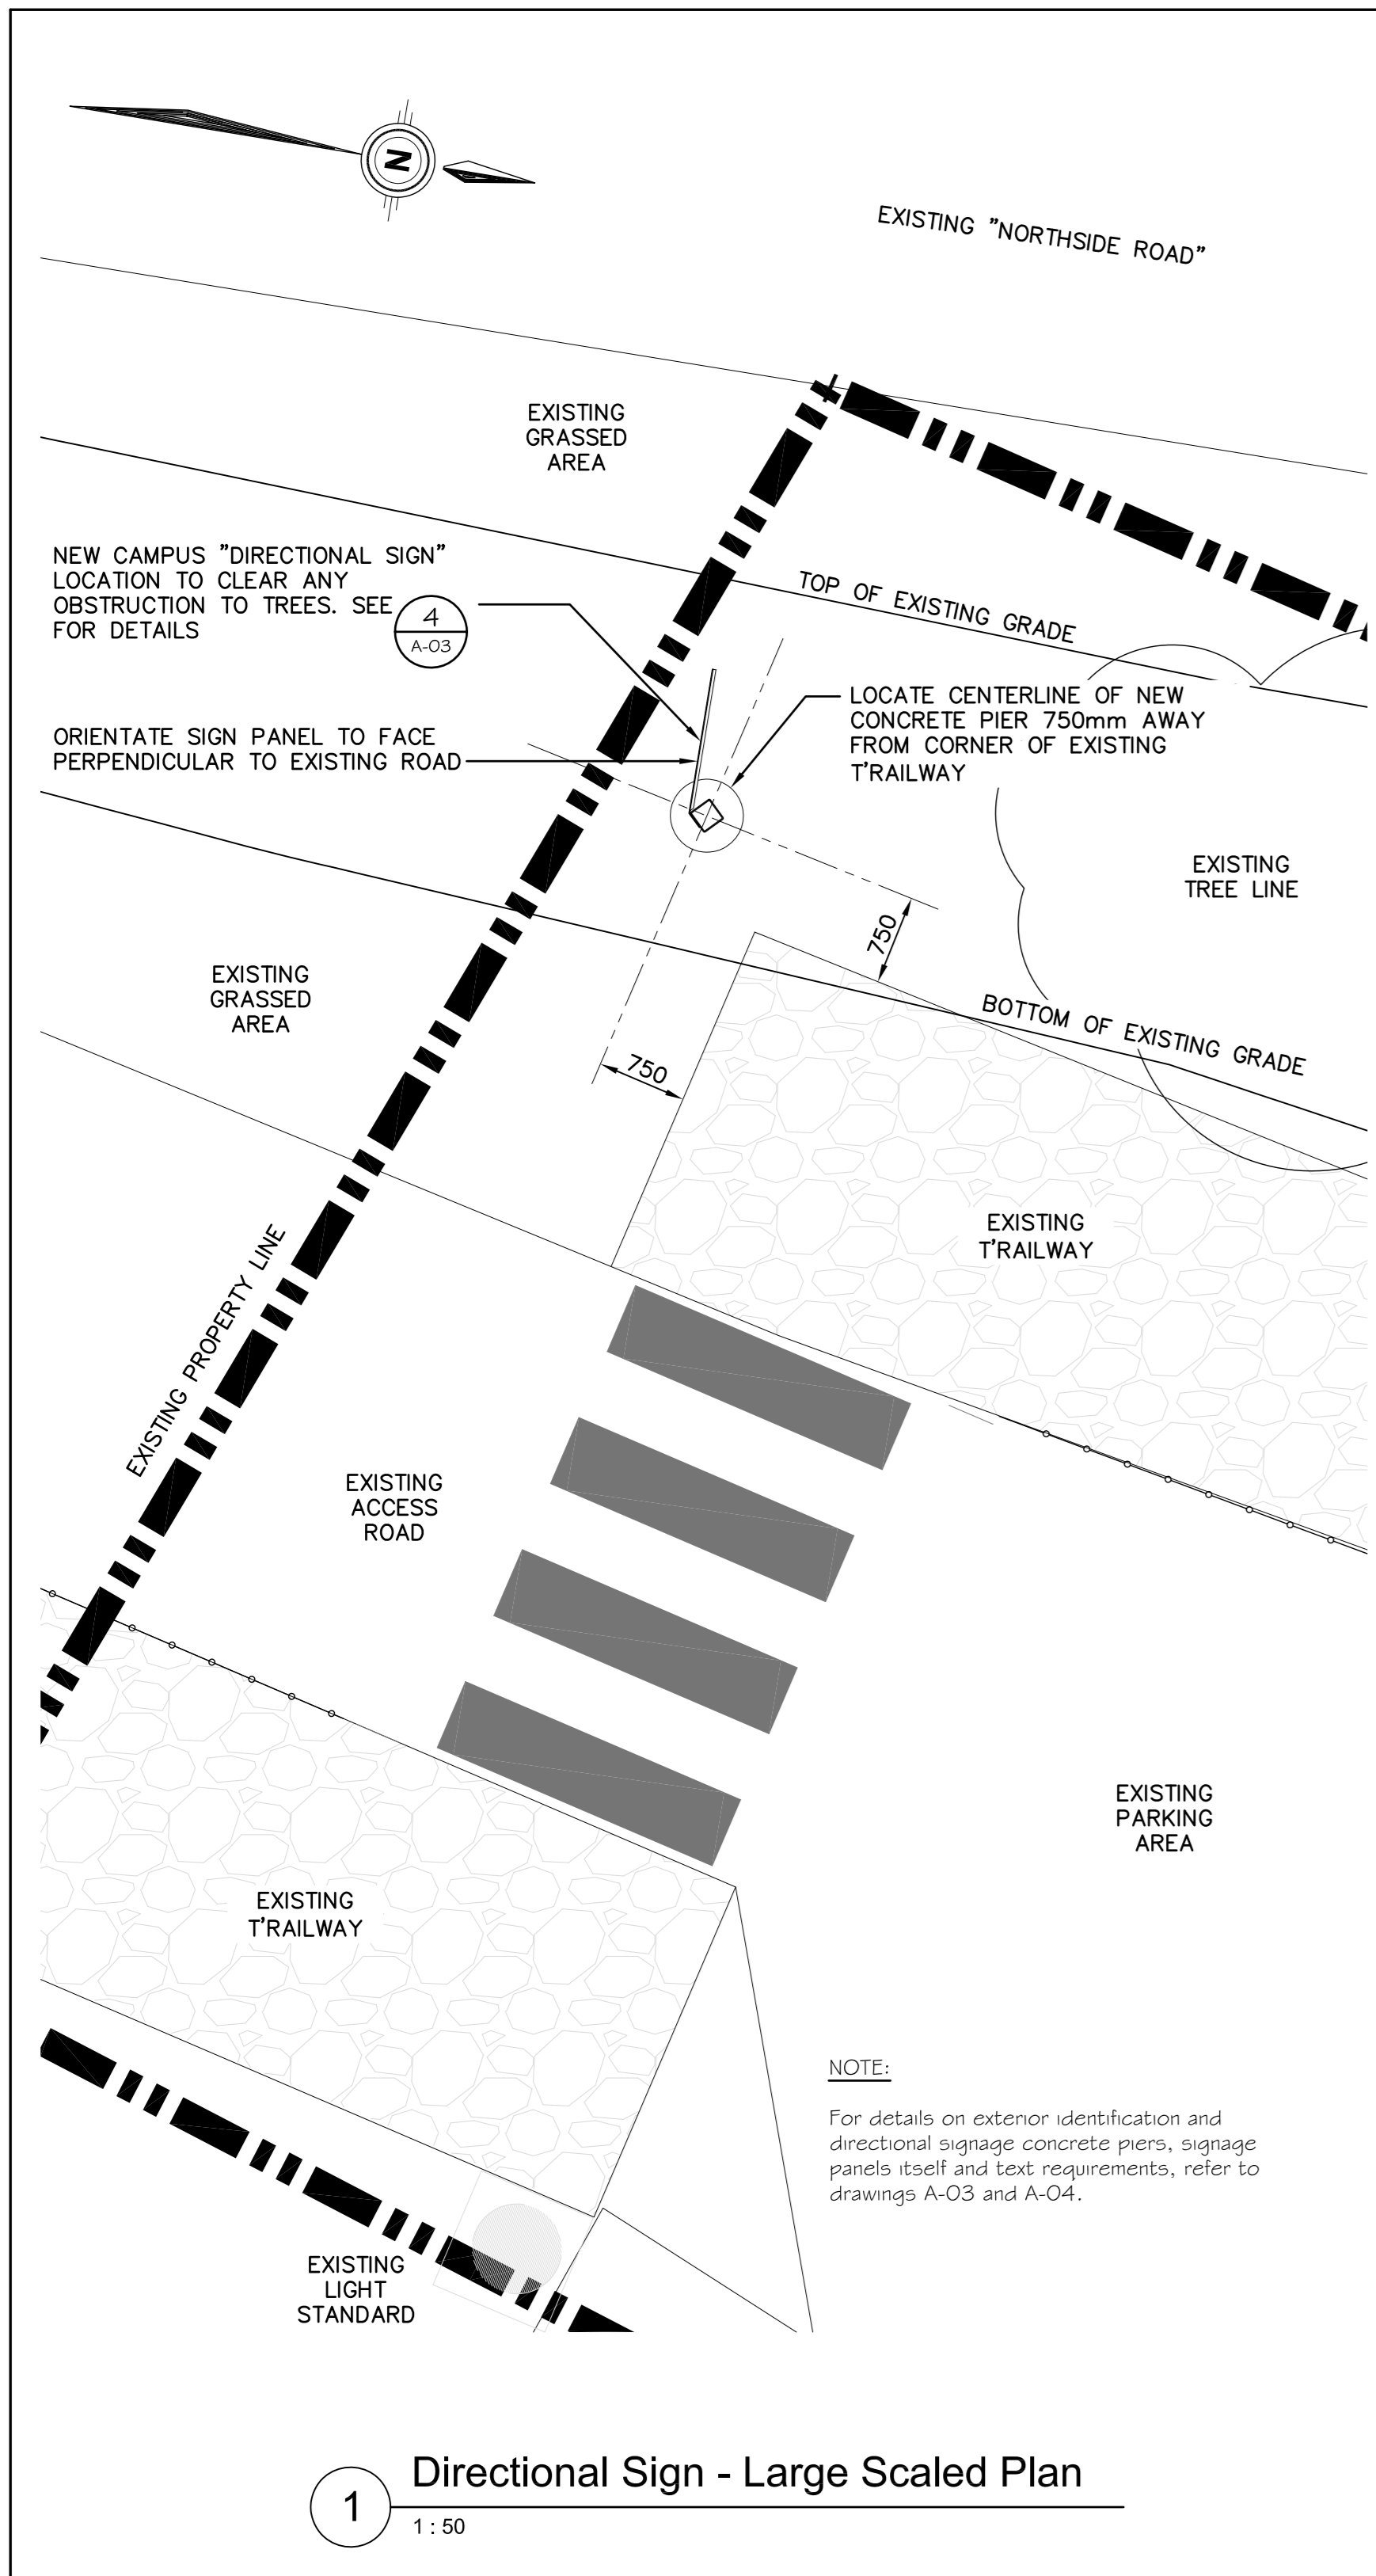 N
EXISTING "NORTHSIDE ROAD"
EXISTING
GRASSED
AREA
NEW CAMPUS "DIRECTIONAL SIGN"
LOCATION TO CLEAR ANY
OBSTRUCTION TO TREES. SEE
FOR DETAILS
4
A-03
TOP OF EXISTING GRADE
ORIENTATE SIGN PANEL TO FACE
PERPENDICULAR TO EXISTING ROAD
LOCATE CENTERLINE OF NEW
CONCRETE PIER 750mm AWAY
FROM CORNER OF EXISTING
T'RAILWAY
EXISTING
TREE LINE
750
EXISTING
GRASSED
AREA
BOTTOM OF EXISTING GRADE
750
EXISTING
T'RAILWAY
EXISTING PROPERTY LINE
EXISTING
ACCESS
ROAD
EXISTING
PARKING
AREA
EXISTING
T'RAILWAY
NOTE:
For details on exterior identification and
directional signage concrete piers, signage
panels itself and text requirements, refer to
drawings A-03 and A-04.
EXISTING
LIGHT
STANDARD
1
Directional Sign - Large Scaled Plan
1 : 50